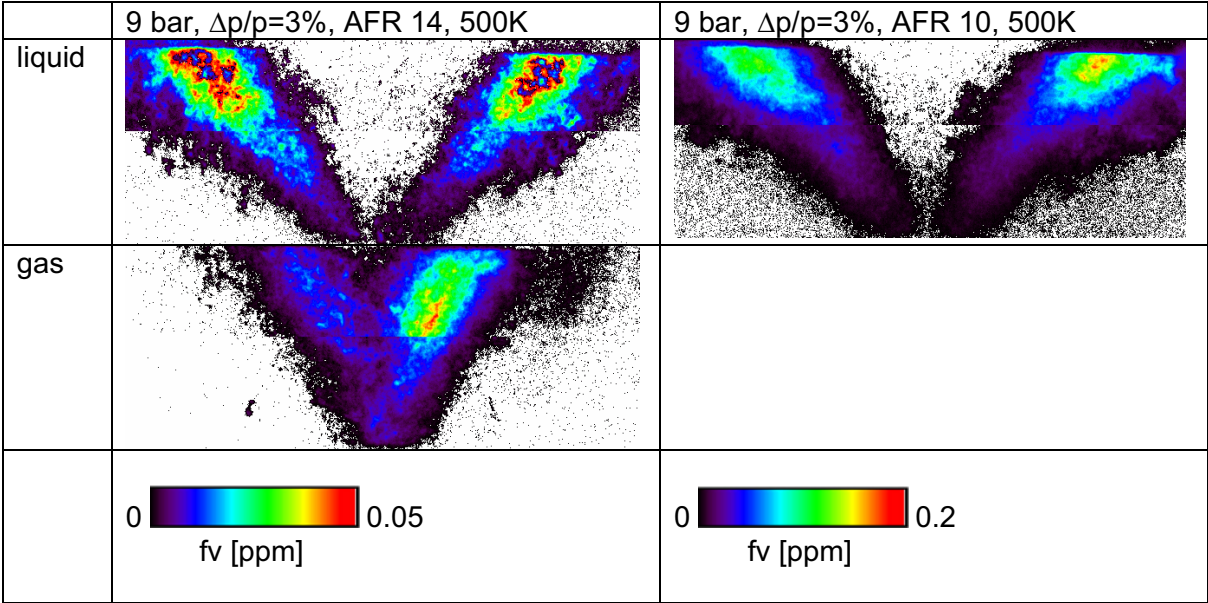 9 bar, Δp/p=3%, AFR 14, 500K
9 bar, Δp/p=3%, AFR 10, 500K
liquid
gas
0 0.05
fv [ppm]
0 0.2
fv [ppm]